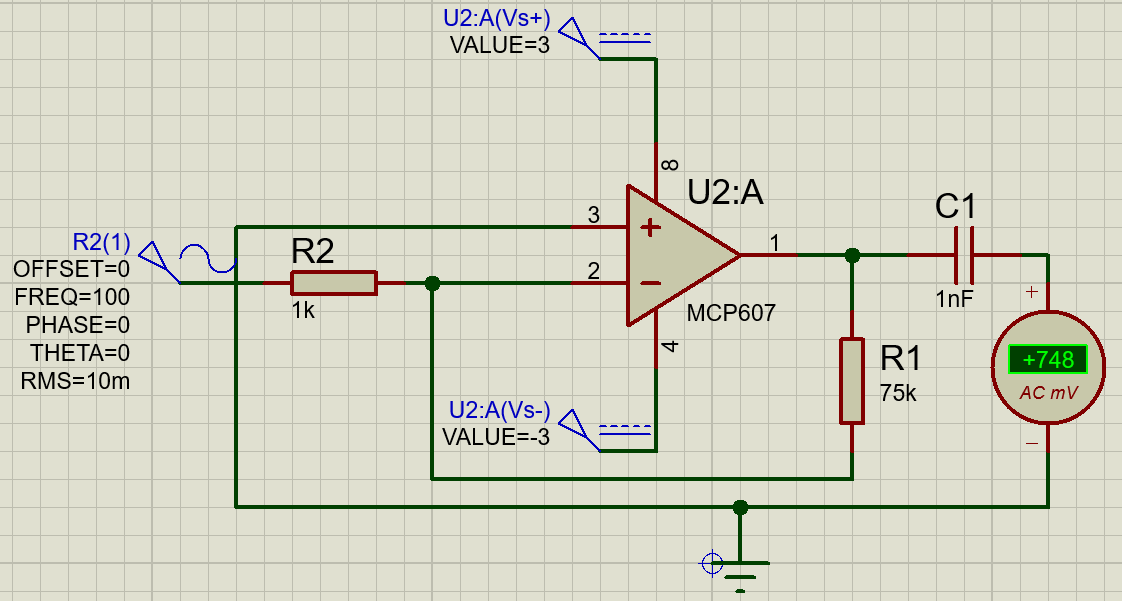 U2:A(Vs+)
VALUE=3
8
U2:A
3
1
C1
R2(1)
R2
OFFSET=0
2
FREQ=100
1k
MCP607
1nF
+
PHASE=0
4
THETA=0
R1
+748
RMS=10m
75k
AC mV
U2:A(Vs-)
VALUE=-3
−